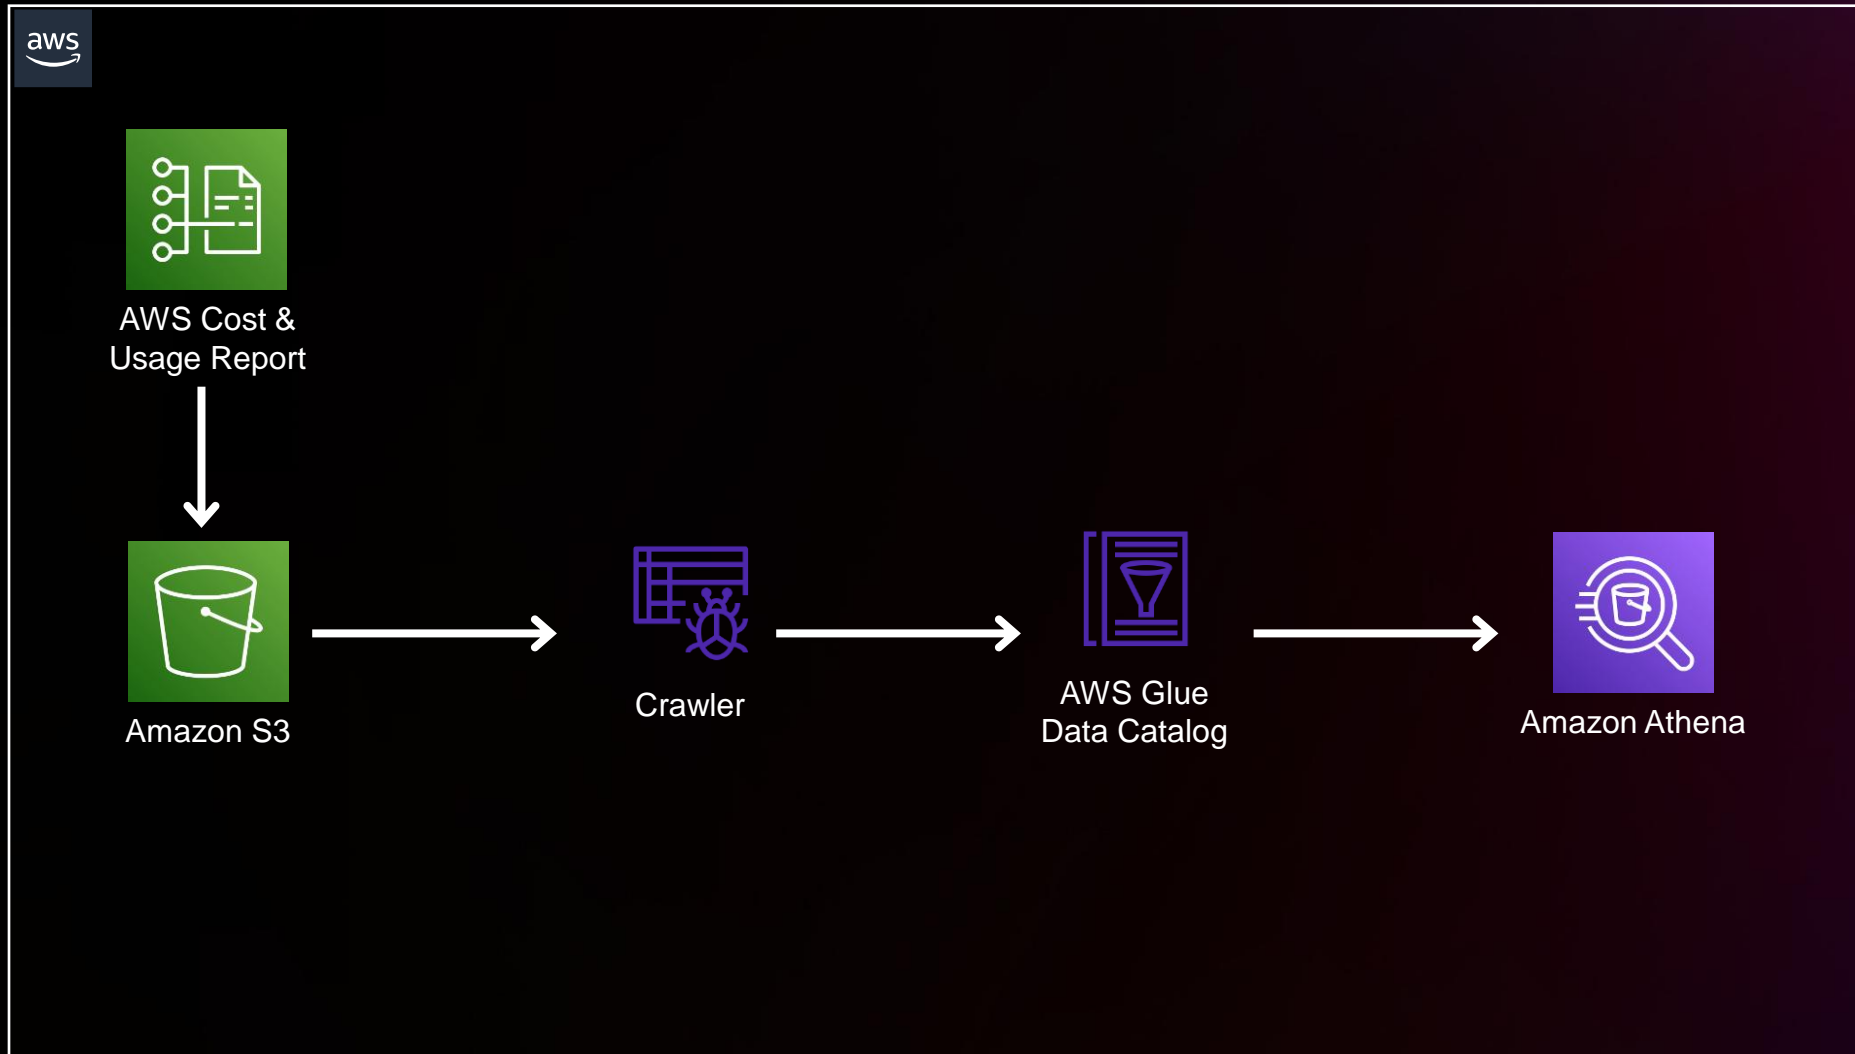 aws
AWS Cost &
Usage Report
Amazon S3
Crawler
AWS Glue
Data Catalog
Amazon Athena